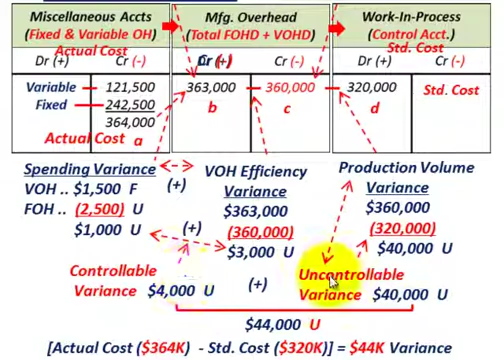 Miscellaneous Accts Mfg. Overhead Work-In-Process
(Fixed & Variable OH) (Total FOHD + VOHD) (Control Acct.)
Actual Cost Std. Cost
Dr (+) Cr (-) Cr (-) Dr (+) Cr (-)
Variable 121,500 363,000 360,000 320,000 Std. Cost
Fixed 242,500 b c d
364,000
Actual Cost a
Spending Variance VOH Efficiency Production Volume
VOH .. $1,500 F (+) Variance Variance
FOH .. (2,500) U $363,000 $360,000
$1,000 U (+) (360,000) (320,000)
$3,000 U $40,000 U
Controllable Uncontrollable
Variance $4,000 U (+) Variance $40,000 U
$44,000 U
[Actual Cost ($364K) - Std. Cost ($320K)] = $44K Variance